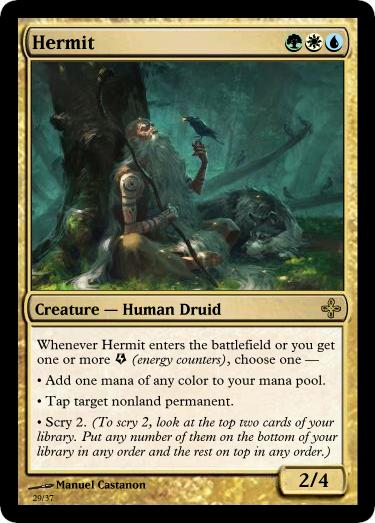 Hermit
Creature — Human Druid
Whenever Hermit enters the battlefield or you get
one or more (energy counters), choose one —
• Add one mana of any color to your mana pool.
• Tap target nonland permanent.
• Scry 2. (To scry 2, look at the top two cards of your
library. Put any number of them on the bottom of your
library in any order and the rest on top in any order.)
2/4
Manuel Castanon
29/37